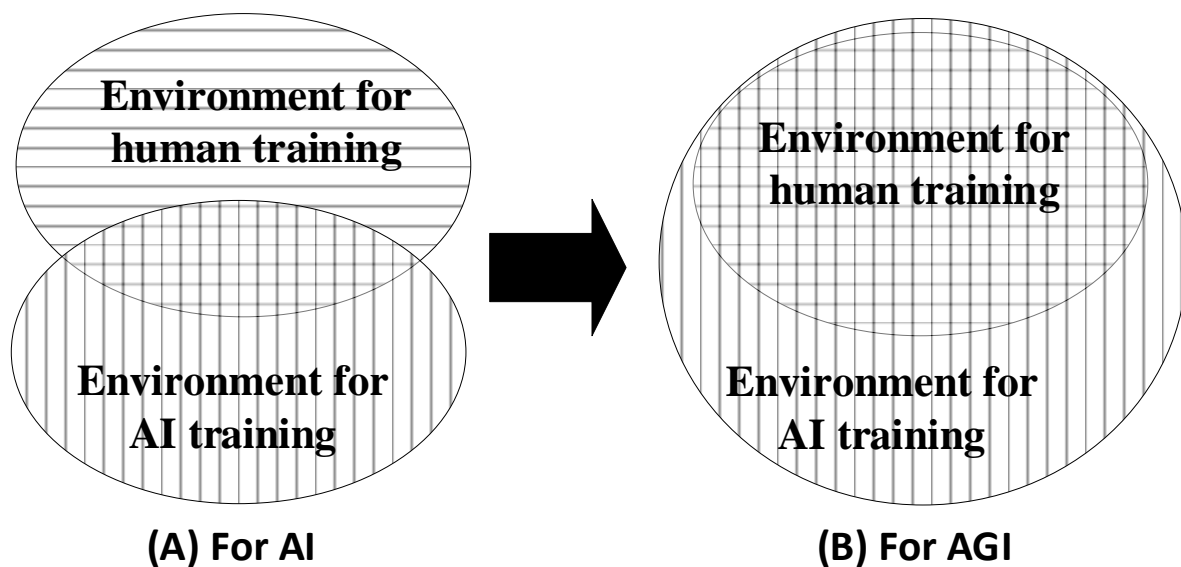 Environment for
human training
Environment for
AI training
(A) For AI
Environment for
human training
Environment for
AI training
(B) For AGI